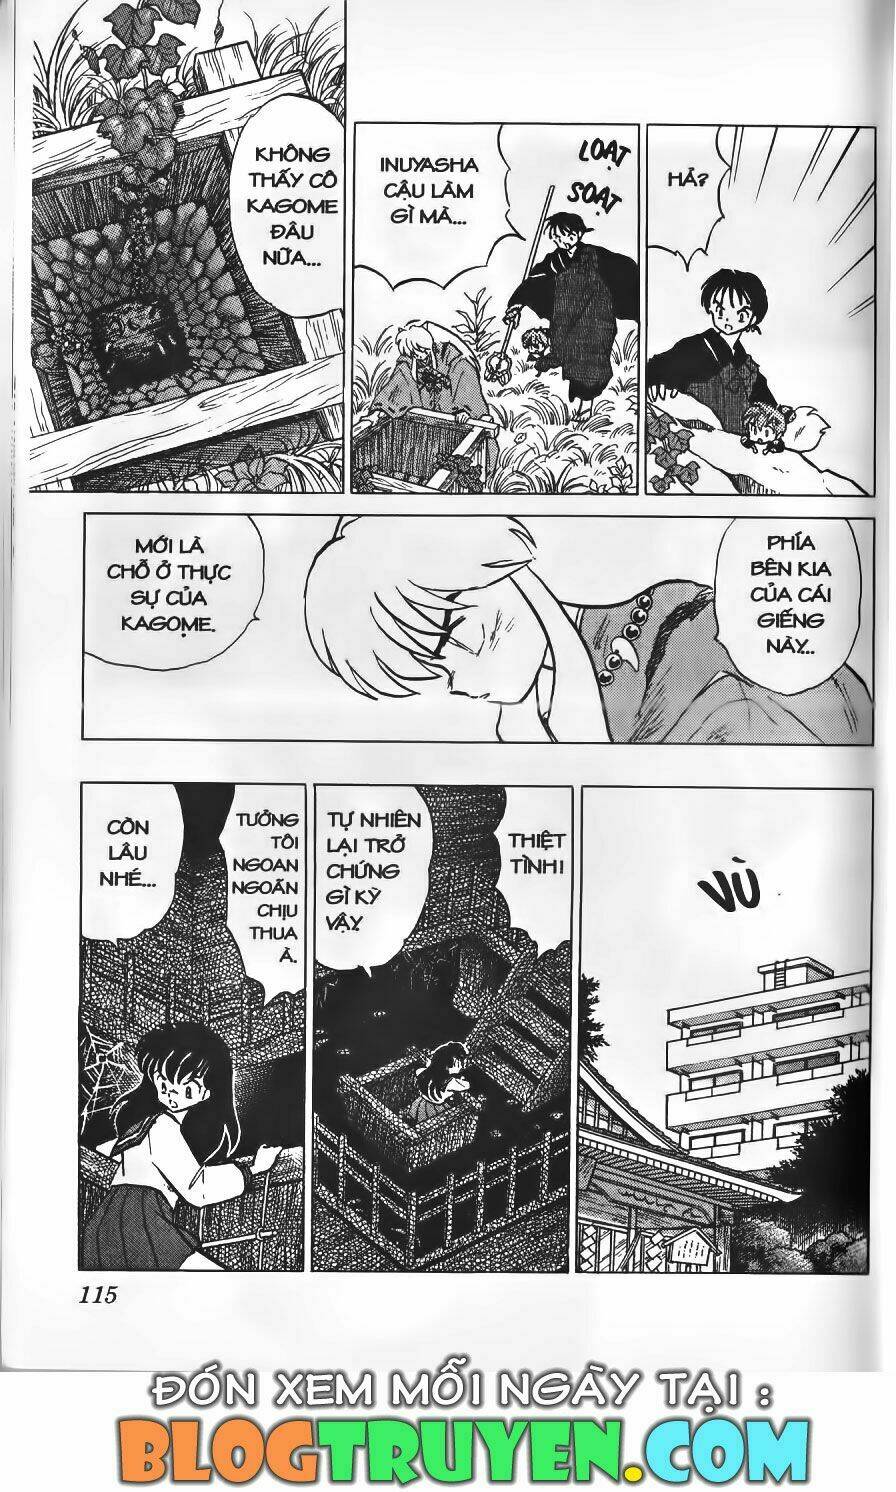 HẢ?
LOẠT
SOẠT
INUYASHA
CẬU LÀM
GÌ MÀ...
KHÔNG
THẤY CÔ
KAGOME
ĐÂU
NỮA...
PHÍA
BÊN KIA
CỦA CÁI
GIẾNG
NÀY...
MỚI LÀ
CHỖ Ở THỰC
SỰ CỦA
KAGOME.
VÙ
THIỆT
TÌNH!
TỰ NHIÊN
LẠI TRỞ
CHỨNG
GÌ KỲ
VẬY.
TƯỞNG
TÔI
NGOAN
NGOÃN
CHỊU
THUA
À.
CÒN
LÂU
NHÉ...
115
ĐÓN XEM MỖI NGÀY TẠI :
BLOGTRUYEN.COM